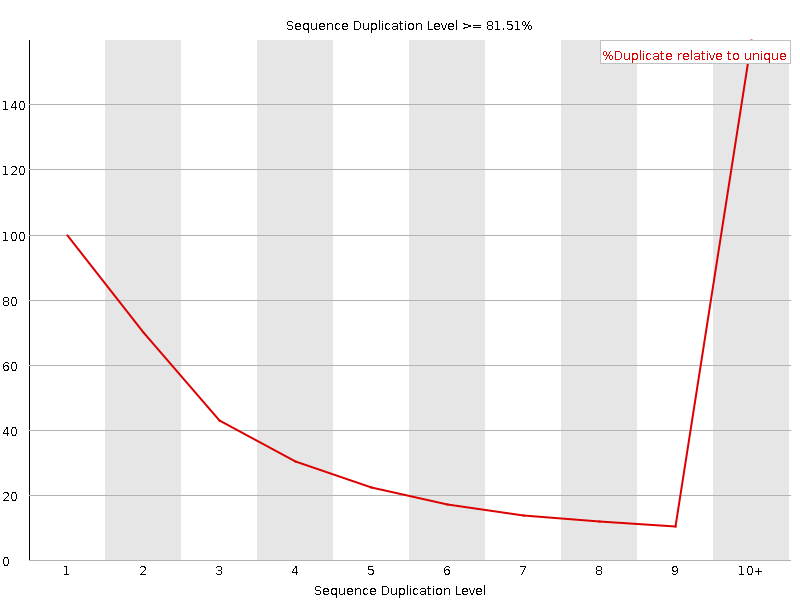 Sequence Duplication Level >= 81.51%
%Duplicate relative to unique
140
120
100
80
60
40
20
0
1 2 3 4 5 6 7 8 9 10+
Sequence Duplication Level